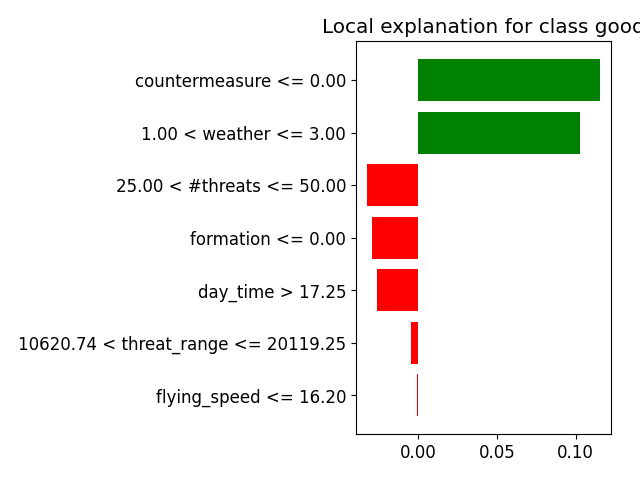 Local explanation for class good
countermeasure <= 0.00
1.00 < weather <= 3.00
25.00 < #threats <= 50.00
formation <= 0.00
day_time > 17.25
10620.74 < threat_range <= 20119.25
flying_speed <= 16.20
0.00 0.05 0.10